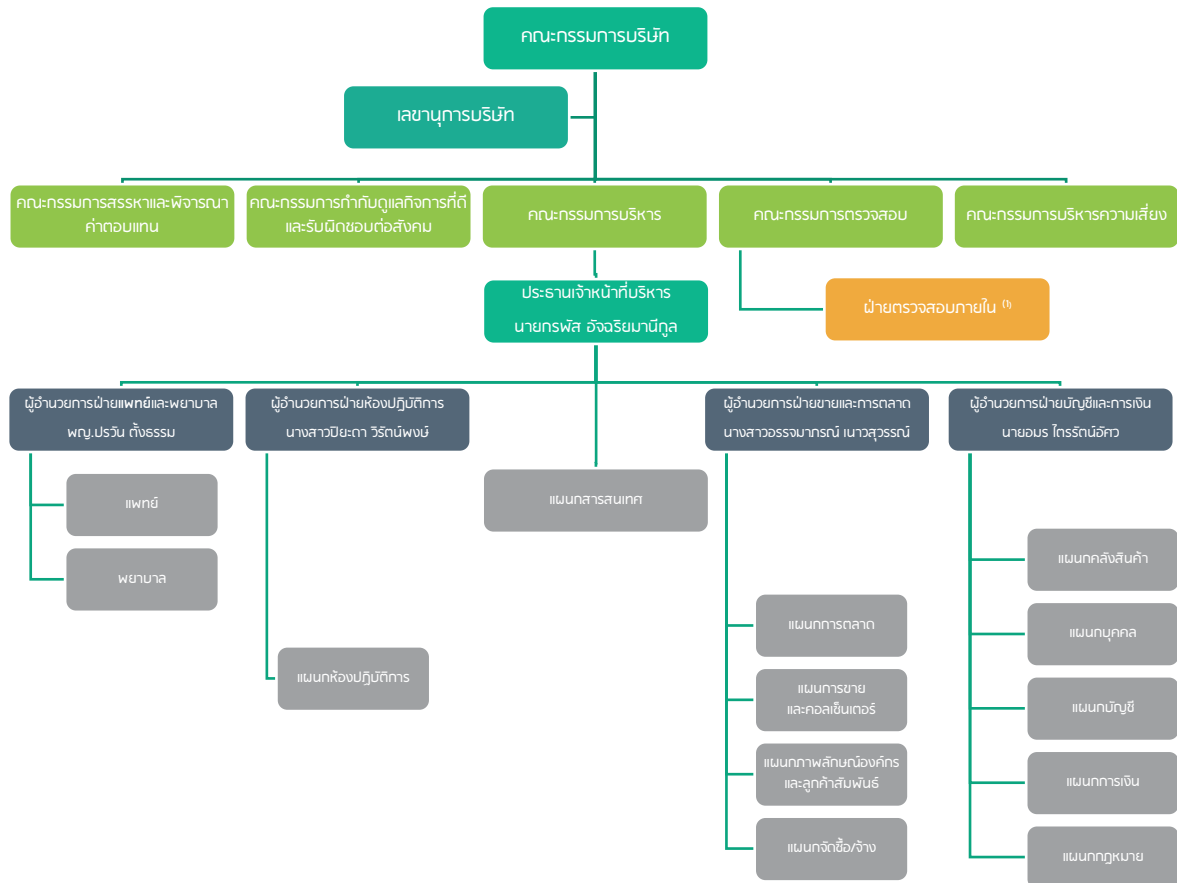 คณะกรรมการบริษัท
เลขานุการบริษัท
คณะกรรมการสรรหาและพิจารณา
ค่าตอบแทน
คณะกรรมการกำกับดูแลกิจการที่ดี
และรับผิดชอบต่อสังคม
คณะกรรมการบริหาร
คณะกรรมการตรวจสอบ
คณะกรรมการบริหารความเสี่ยง
ประธานเจ้าหน้าที่บริหาร
นายกรพัส อัจฉริยมานีกูล
ฝ่ายตรวจสอบภายใน (1)
ผู้อำนวยการฝ่ายแพทย์และพยาบาล
พญ.ปรวัน ตั้งธรรม
ผู้อำนวยการฝ่ายห้องปฏิบัติการ
นางสาวปิยะดา วิรัตน์พงษ์
ผู้อำนวยการฝ่ายขายและการตลาด
นางสาวอรรจมาภรณ์ เนาวสุวรรณ์
ผู้อำนวยการฝ่ายบัญชีและการเงิน
นายอมร ไตรรัตน์อัศว
แพทย์
พยาบาล
แผนกห้องปฏิบัติการ
แผนกสารสนเทศ
แผนกการตลาด
แผนการขาย
และคอลเซ็นเตอร์
แผนกภาพลักษณ์องค์กร
และลูกค้าสัมพันธ์
แผนกจัดซื้อ/จ้าง
แผนกคลังสินค้า
แผนกบุคคล
แผนกบัญชี
แผนกการเงิน
แผนกกฎหมาย